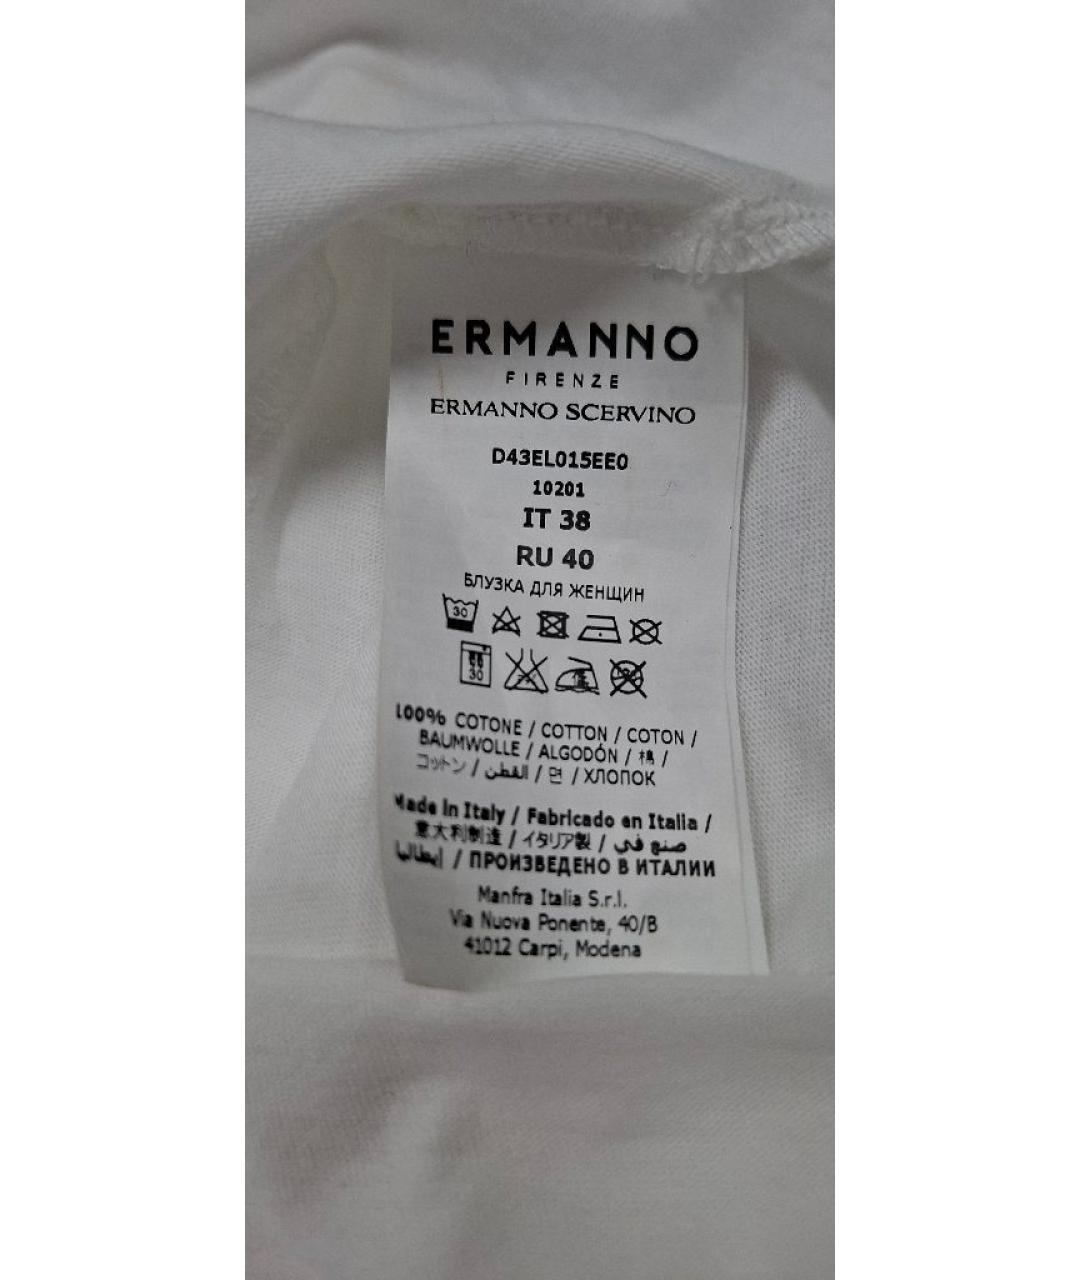 ERMANNO
FIRENZE
ERMANNO SCERVINO
D43EL015EE0
10201
IT 38
RU 40
БЛУЗКА ДЛЯ ЖЕНЩИН
30
30
100% COTONE / COTTON / COTON /
BAUMWOLLE / ALGODÓN / 棉 /
コットン / القطن / 면 / ХЛОПОК
Made in Italy / Fabricado en Italia /
意大利制造 / イタリア製 / صنع في
إيطاليا / ПРОИЗВЕДЕНО В ИТАЛИИ
Manfra Italia S.r.l.
Via Nuova Ponente, 40/B
41012 Carpi, Modena